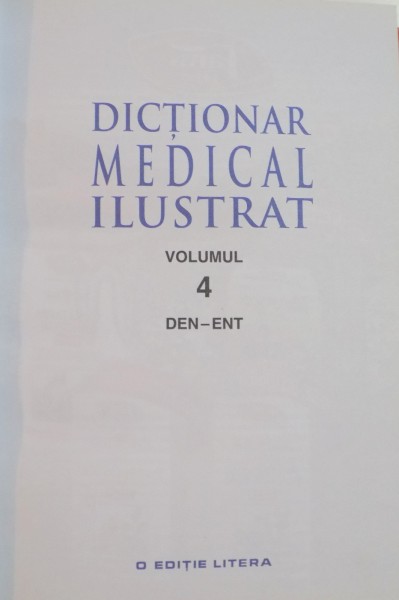 DICȚIONAR
MEDICAL
ILUSTRAT
VOLUMUL
4
DEN–ENT
O EDIȚIE LITERA